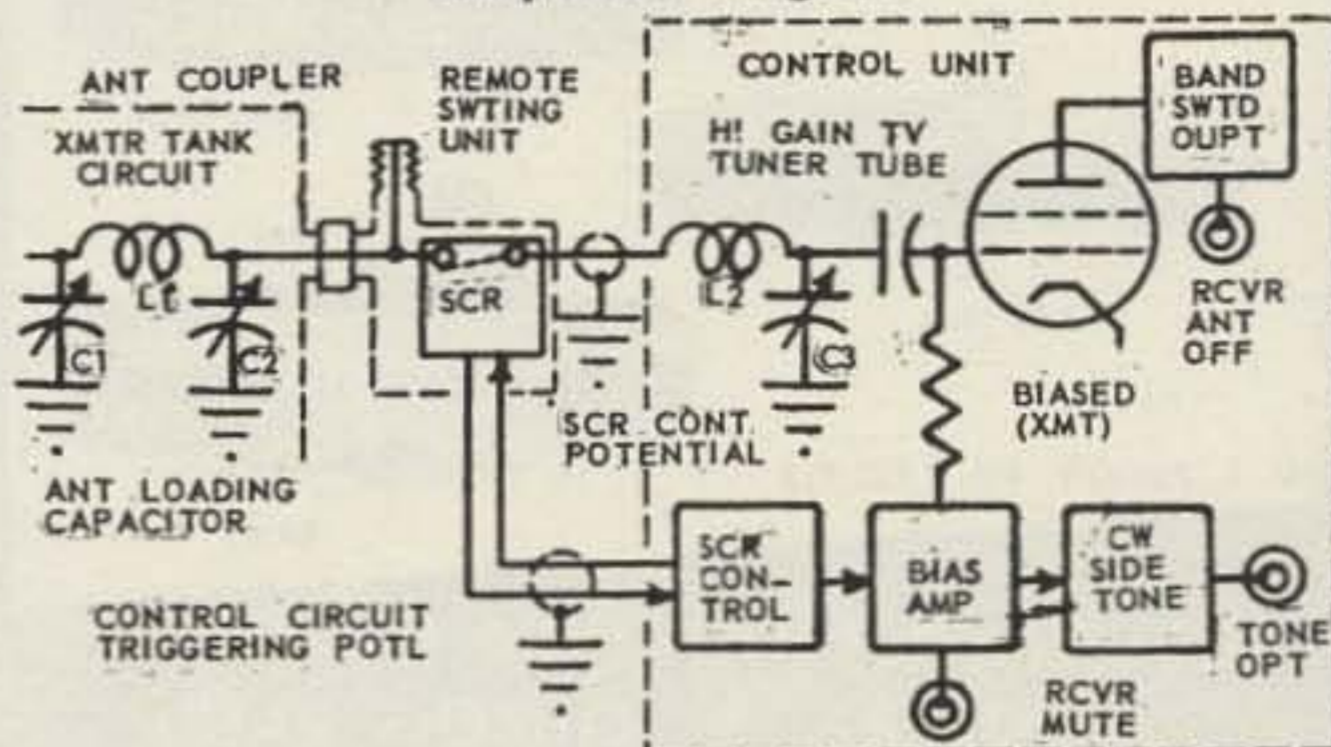 ANT COUPLER
XMTR TANK
CIRCUIT
REMOTE
SWTING
UNIT
CONTROL UNIT
H! GAIN TV
TUNER TUBE
BAND
SWTD
OUPT
RCVR
ANT
OFF
L1
C1
C2
SCR
L2
C3
BIASED
(XMT)
SCR CONT.
POTENTIAL
ANT LOADING
CAPACITOR
CONTROL CIRCUIT
TRIGGERING POTL
SCR
CON-
TROL
BIAS
AMP
CW
SIDE
TONE
TONE
OPT
RCVR
MUTE